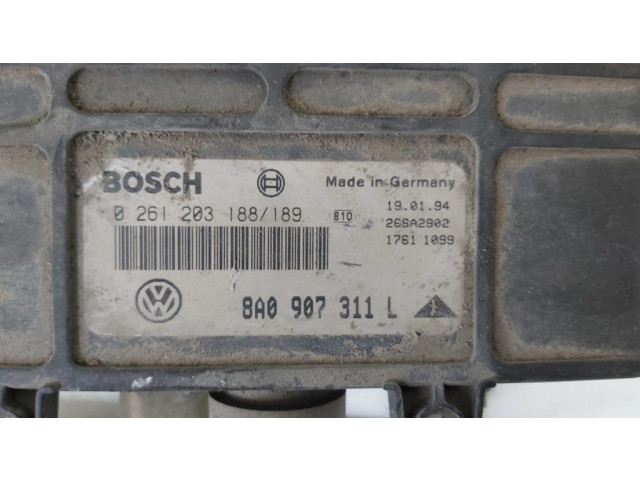 BOSCH
Made in Germany
0 261 203 188/189
810
19.01.94
26SA2902
1761 1099
8A0 907 311 L